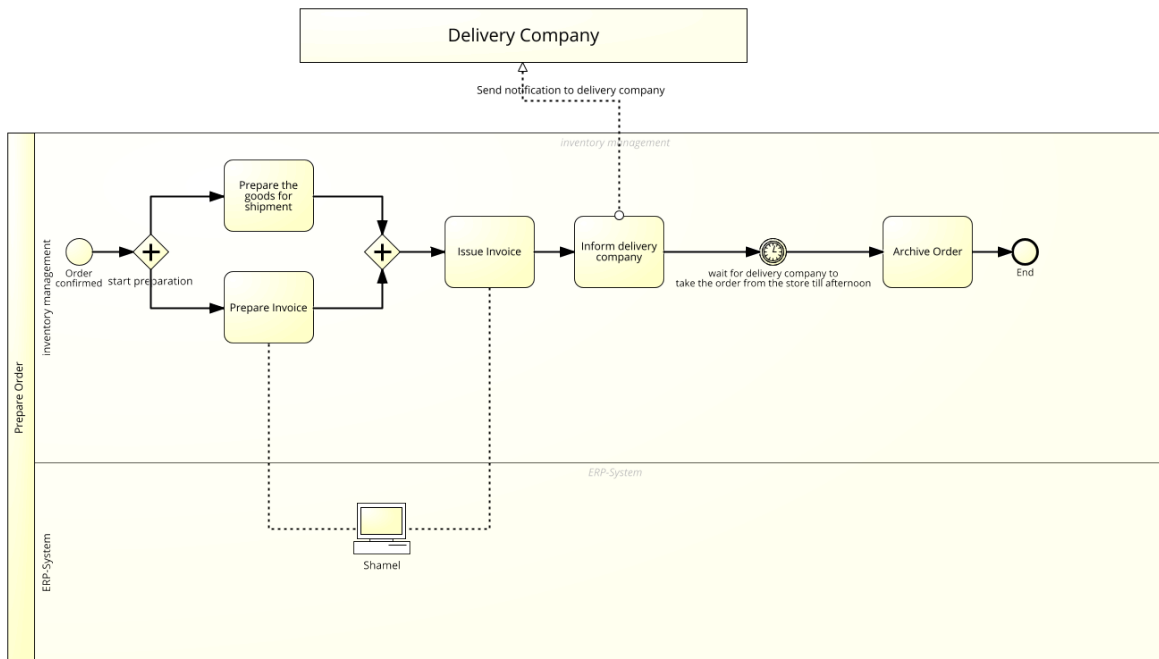 Delivery Company
Send notification to delivery company
Prepare Order
inventory management
inventory management
Order
confirmed
start preparation
Prepare the
goods for
shipment
Prepare Invoice
Issue Invoice
Inform delivery
company
wait for delivery company to
take the order from the store till afternoon
Archive Order
End
ERP-System
ERP-System
Shamel